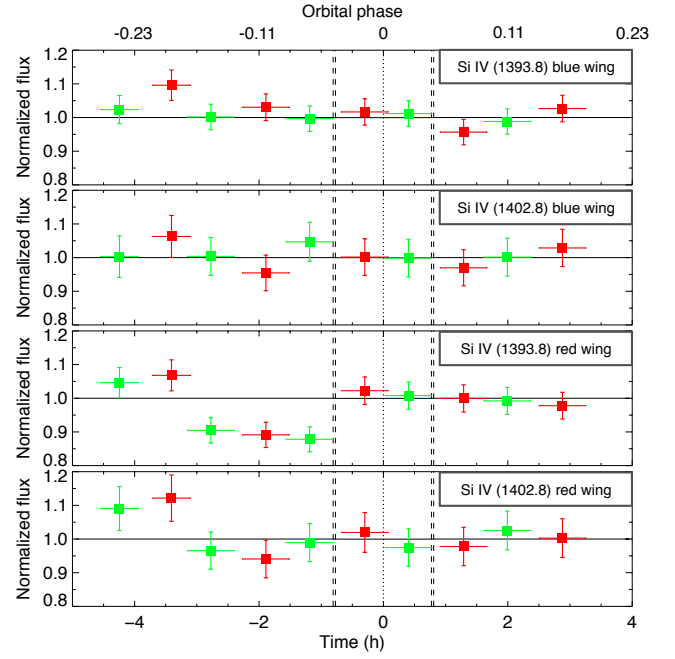 Orbital phase
-0.23 -0.11 0 0.11 0.23
Normalized flux
1.2
1.1
1.0
0.9
0.8
Si IV (1393.8) blue wing
Normalized flux
1.2
1.1
1.0
0.9
0.8
Si IV (1402.8) blue wing
Normalized flux
1.2
1.1
1.0
0.9
0.8
Si IV (1393.8) red wing
Normalized flux
1.2
1.1
1.0
0.9
0.8
Si IV (1402.8) red wing
−4 −2 0 2 4
Time (h)